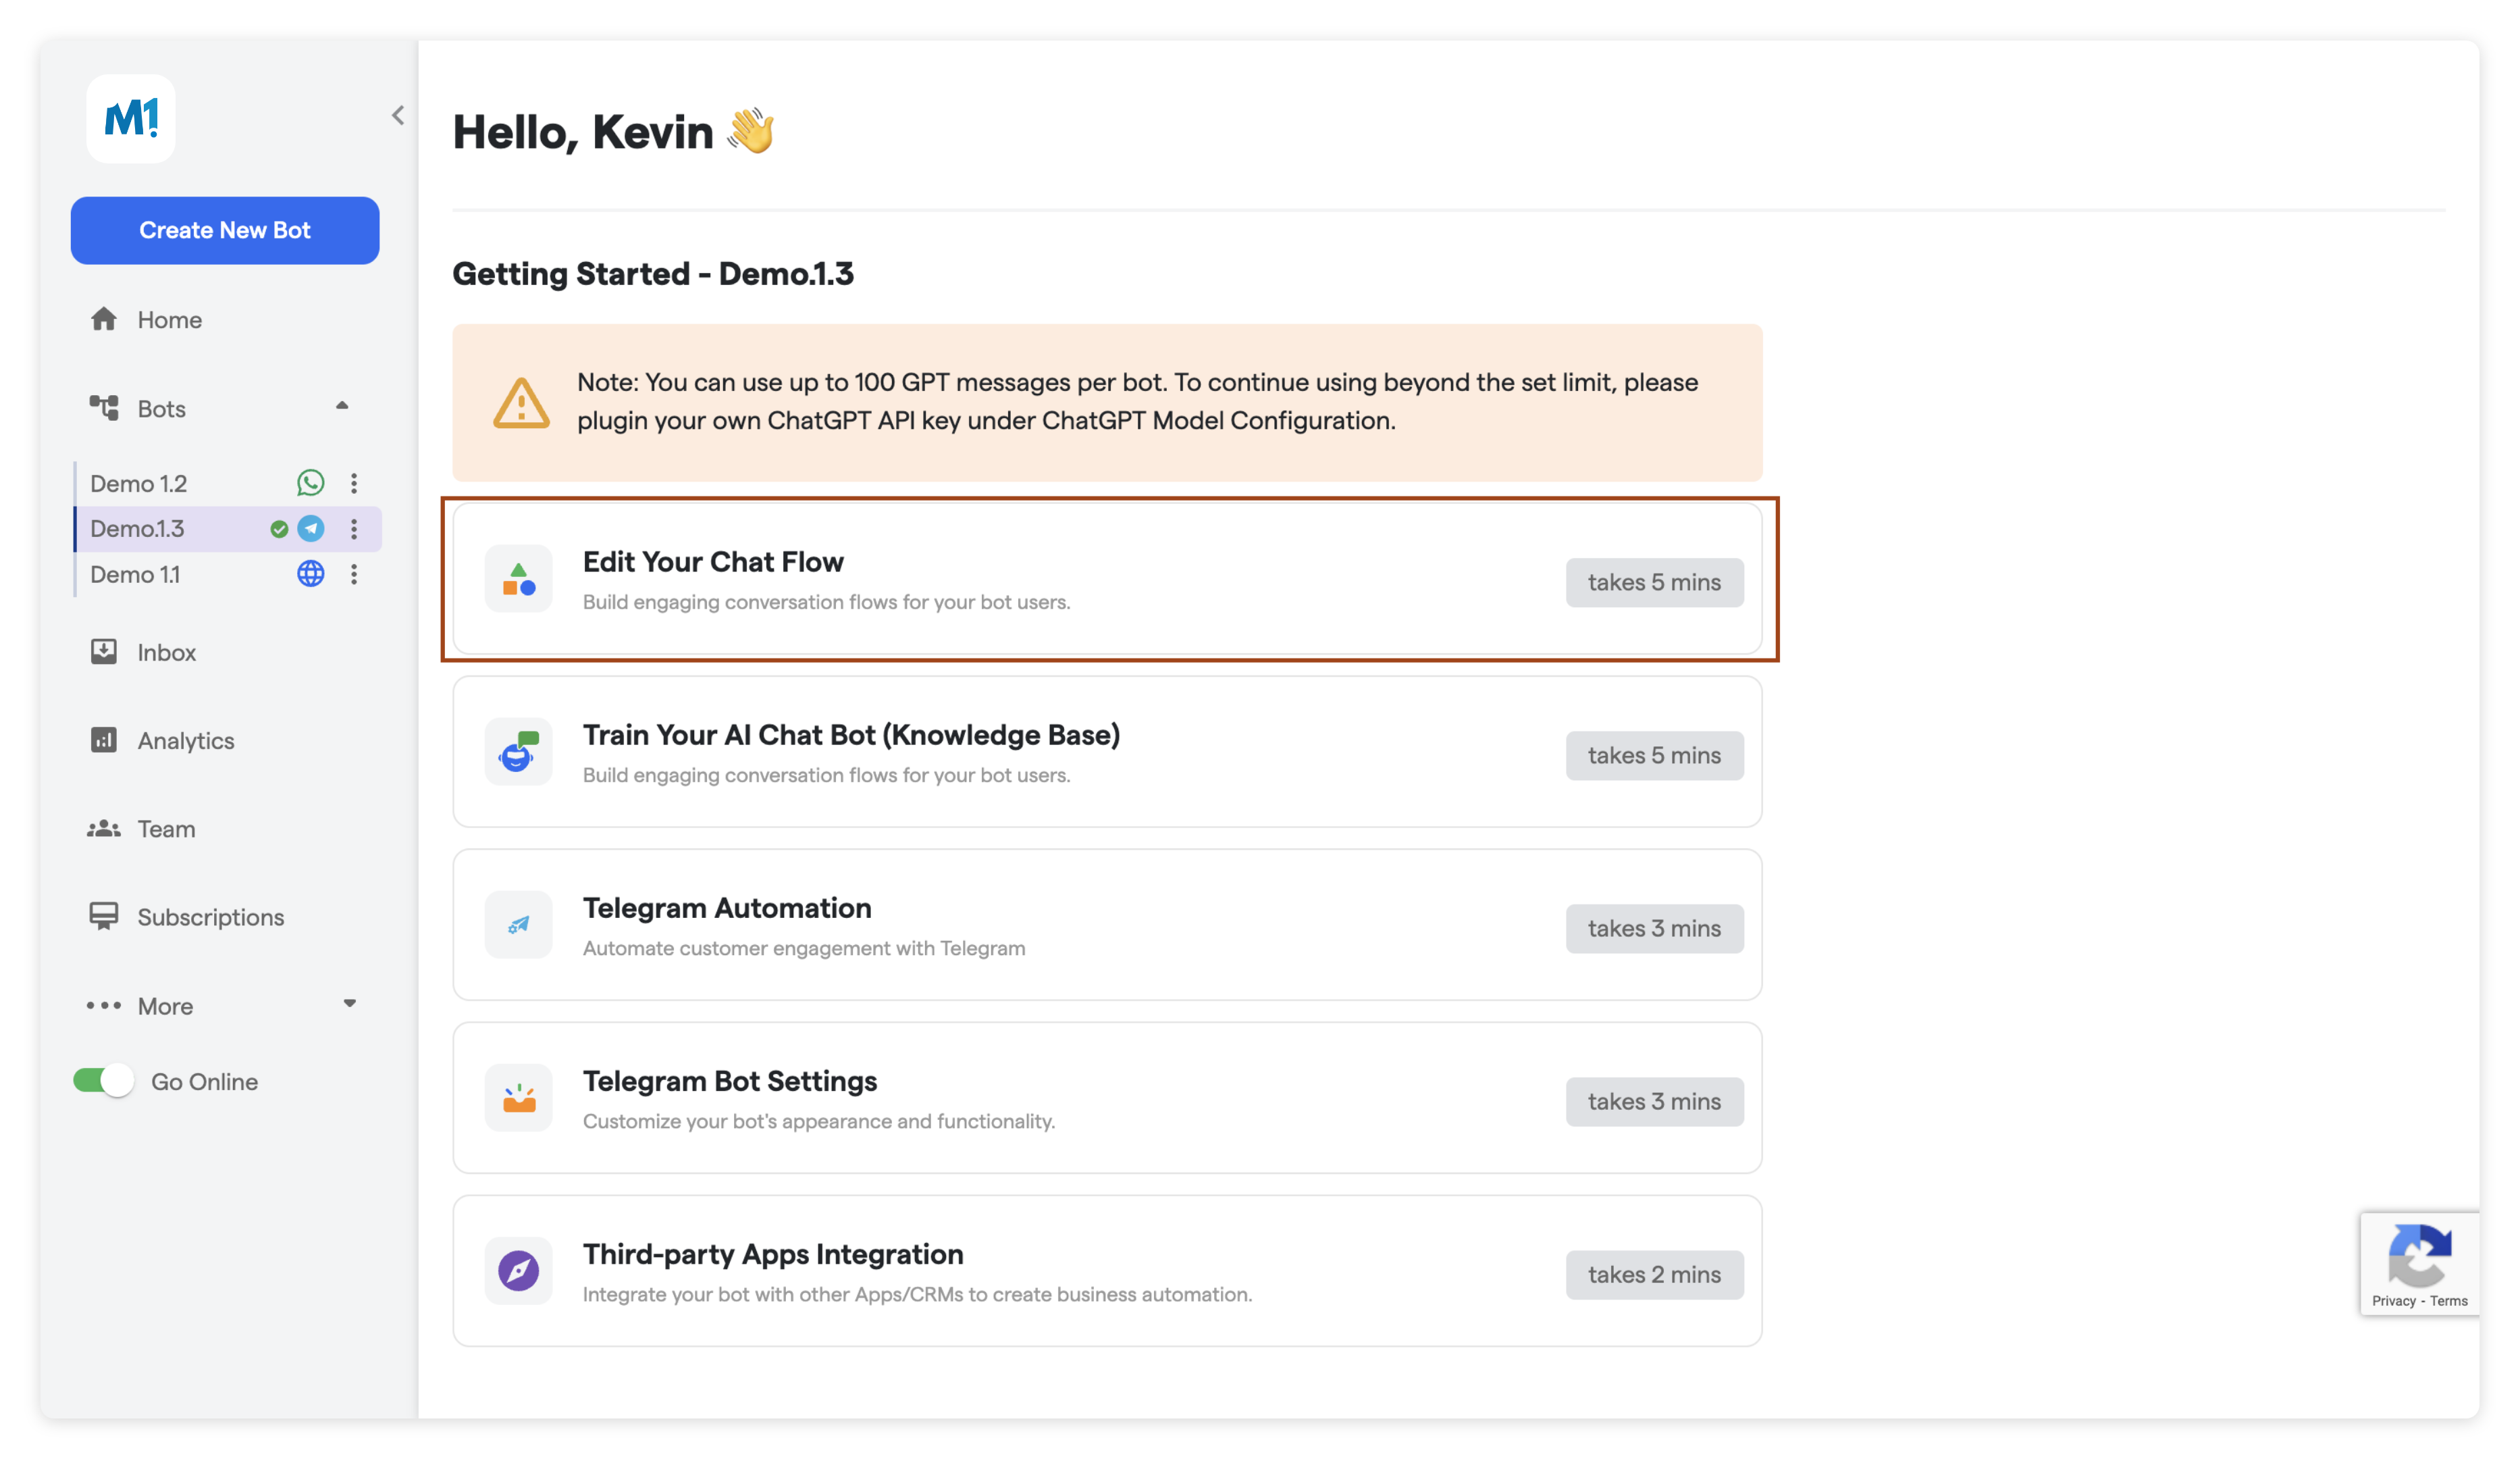 M1
Create New Bot
Home
Bots
Demo 1.2
Demo.1.3
Demo 1.1
Inbox
Analytics
Team
Subscriptions
More
Go Online
Hello, Kevin 👋
Getting Started - Demo.1.3
Note: You can use up to 100 GPT messages per bot. To continue using beyond the set limit, please
plugin your own ChatGPT API key under ChatGPT Model Configuration.
Edit Your Chat Flow
Build engaging conversation flows for your bot users.
takes 5 mins
Train Your AI Chat Bot (Knowledge Base)
Build engaging conversation flows for your bot users.
takes 5 mins
Telegram Automation
Automate customer engagement with Telegram
takes 3 mins
Telegram Bot Settings
Customize your bot's appearance and functionality.
takes 3 mins
Third-party Apps Integration
Integrate your bot with other Apps/CRMs to create business automation.
takes 2 mins
Privacy - Terms